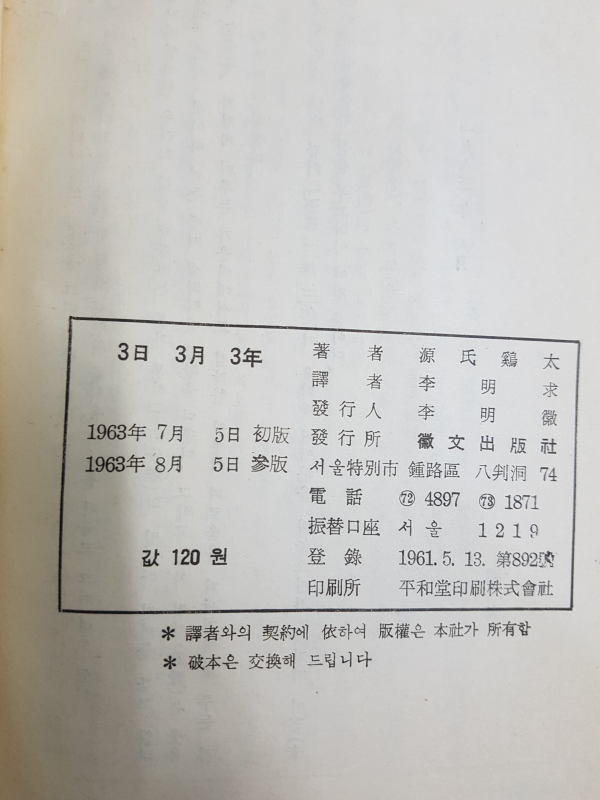 3日 3月 3年
1963年 7月 5日 初版
1963年 8月 5日 参版
값 120 원
著者 源氏鷄太
譯者 李明求
發行人 李明徽
發行所 徽文出版社
서울特別市 鍾路區 八判洞 74
電話 ㉒ 4897 ㉓ 1871
振替口座 서울 1219
登錄 1961. 5. 13. 第892號
印刷所 平和堂印刷株式會社
* 譯者와의 契約에 依하여 版權은 本社가 所有함
* 破本은 交換해 드립니다